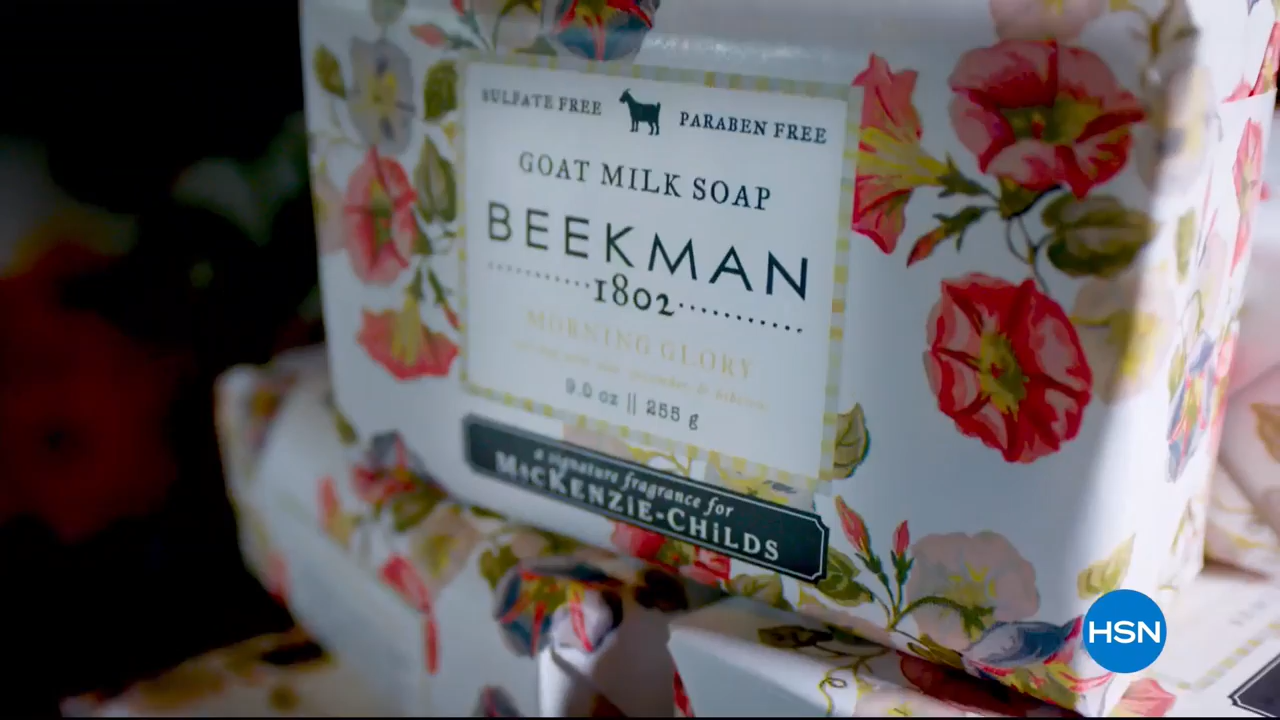 SULFATE FREE PARABEN FREE
GOAT MILK SOAP
BEEKMAN
1802
MORNING GLORY
9.0 oz || 255 g
a signature fragrance for
MacKENZiE-CHiLDS
HSN